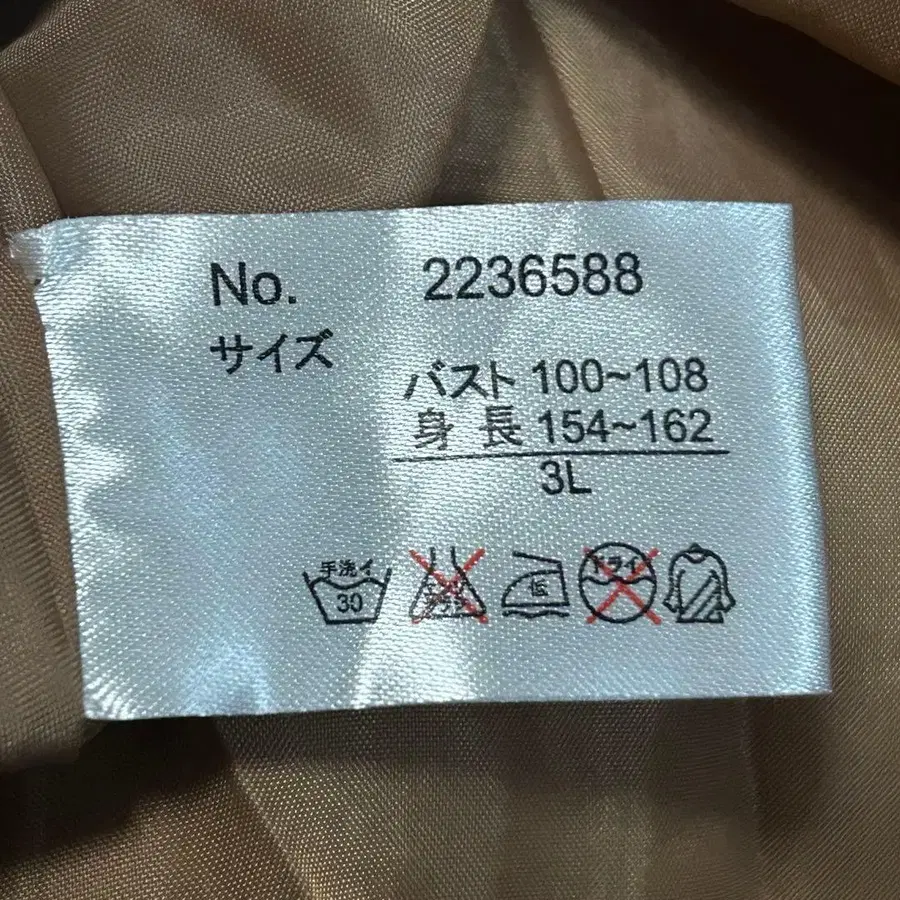 No. 2236588
サイズ
バスト 100~108
身 長 154~162
3L
手洗イ
30
ドライ